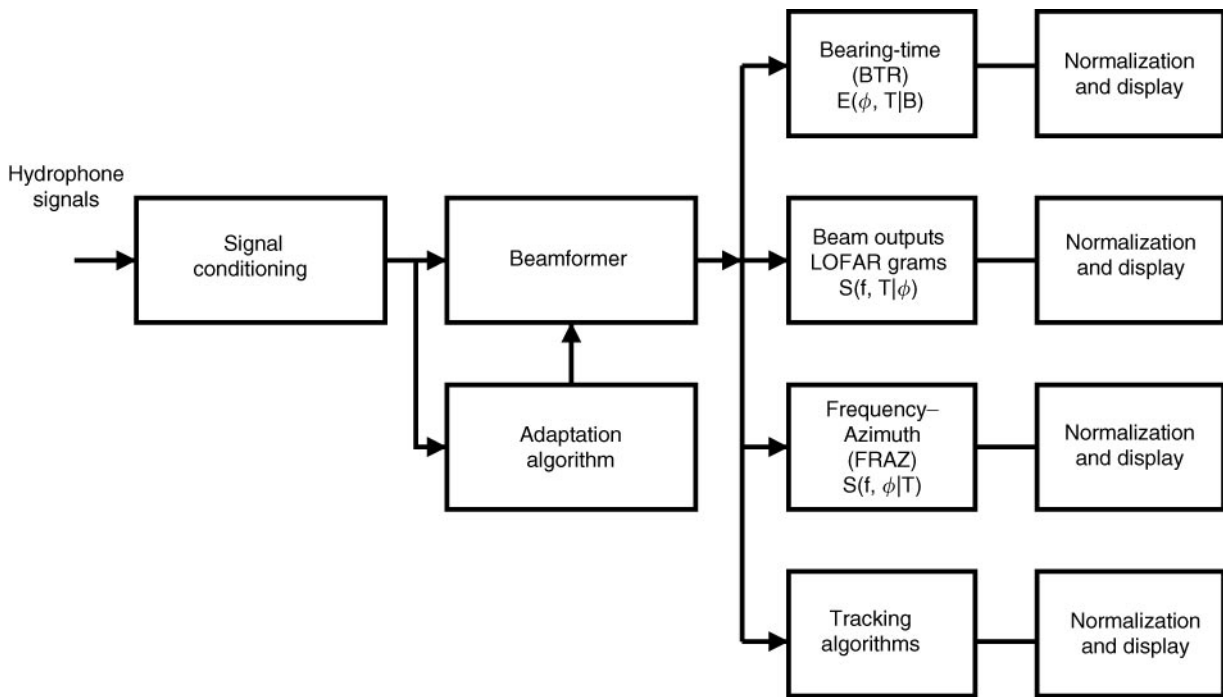 Hydrophone
signals
Signal
conditioning
Beamformer
Adaptation
algorithm
Bearing-time
(BTR)
E(ϕ, T|B)
Normalization
and display
Beam outputs
LOFAR grams
S(f, T|ϕ)
Normalization
and display
Frequency–
Azimuth
(FRAZ)
S(f, ϕ|T)
Normalization
and display
Tracking
algorithms
Normalization
and display